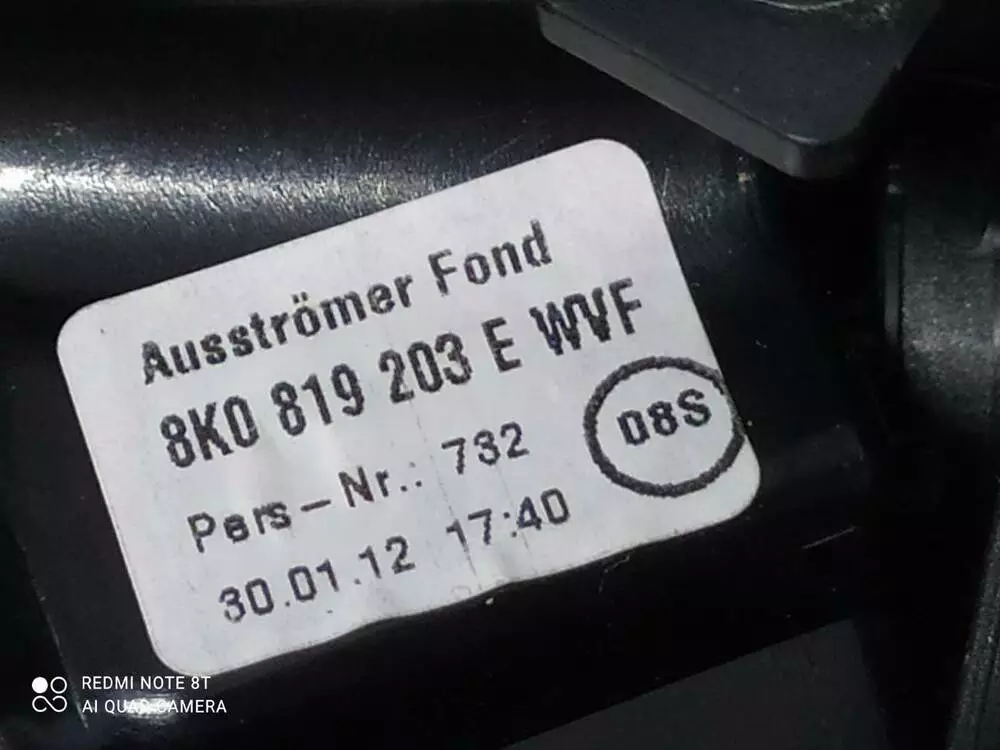 Ausströmer Fond
8K0 819 203 E WVF
08S
Pers-Nr.: 732
30.01.12 17:40
REDMI NOTE 8T
AI QUAD CAMERA